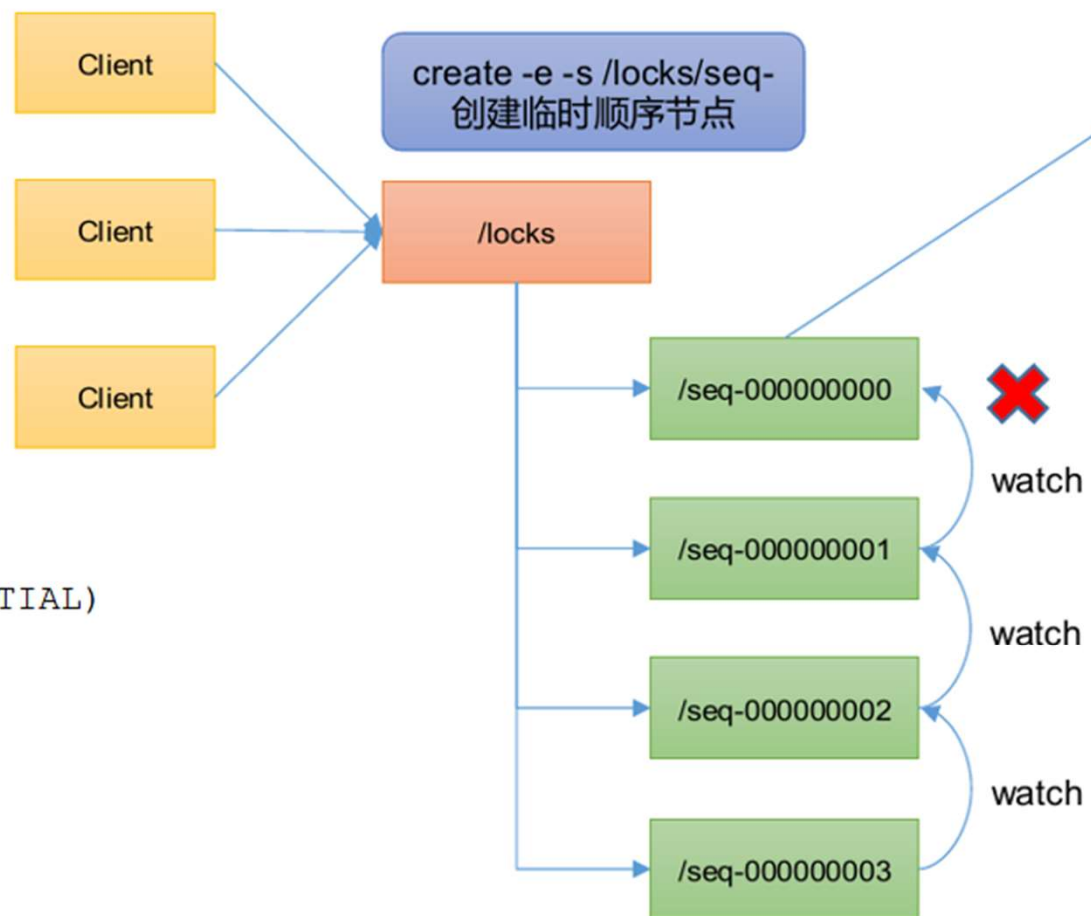 Client
create -e -s /locks/seq-
创建临时顺序节点
Client
/locks
Client
/seq-000000000
watch
/seq-000000001
TIAL)
watch
/seq-000000002
watch
/seq-000000003